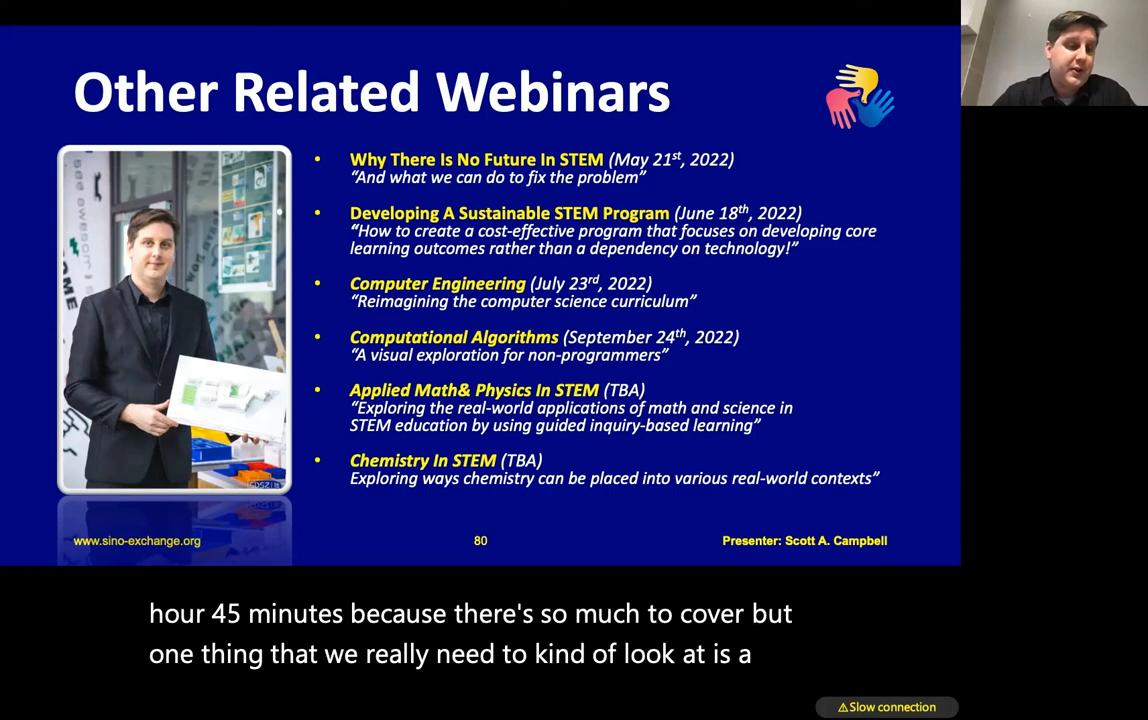 Other Related Webinars
• Why There Is No Future In STEM (May 21st, 2022)
“And what we can do to fix the problem”
• Developing A Sustainable STEM Program (June 18th, 2022)
“How to create a cost-effective program that focuses on developing core
learning outcomes rather than a dependency on technology!”
• Computer Engineering (July 23rd, 2022)
“Reimagining the computer science curriculum”
• Computational Algorithms (September 24th, 2022)
“A visual exploration for non-programmers”
• Applied Math& Physics In STEM (TBA)
“Exploring the real-world applications of math and science in
STEM education by using guided inquiry-based learning”
• Chemistry In STEM (TBA)
Exploring ways chemistry can be placed into various real-world contexts”
www.sino-exchange.org
80
Presenter: Scott A. Campbell
hour 45 minutes because there's so much to cover but
one thing that we really need to kind of look at is a
⚠Slow connection